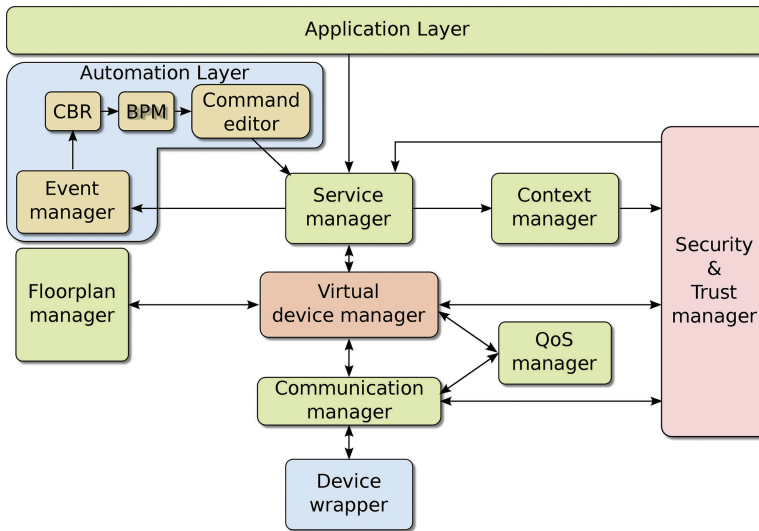 Application Layer
Automation Layer
CBR
BPM
Command
editor
Event
manager
Service
manager
Context
manager
Security
&
Trust
manager
Floorplan
manager
Virtual
device manager
QoS
manager
Communication
manager
Device
wrapper